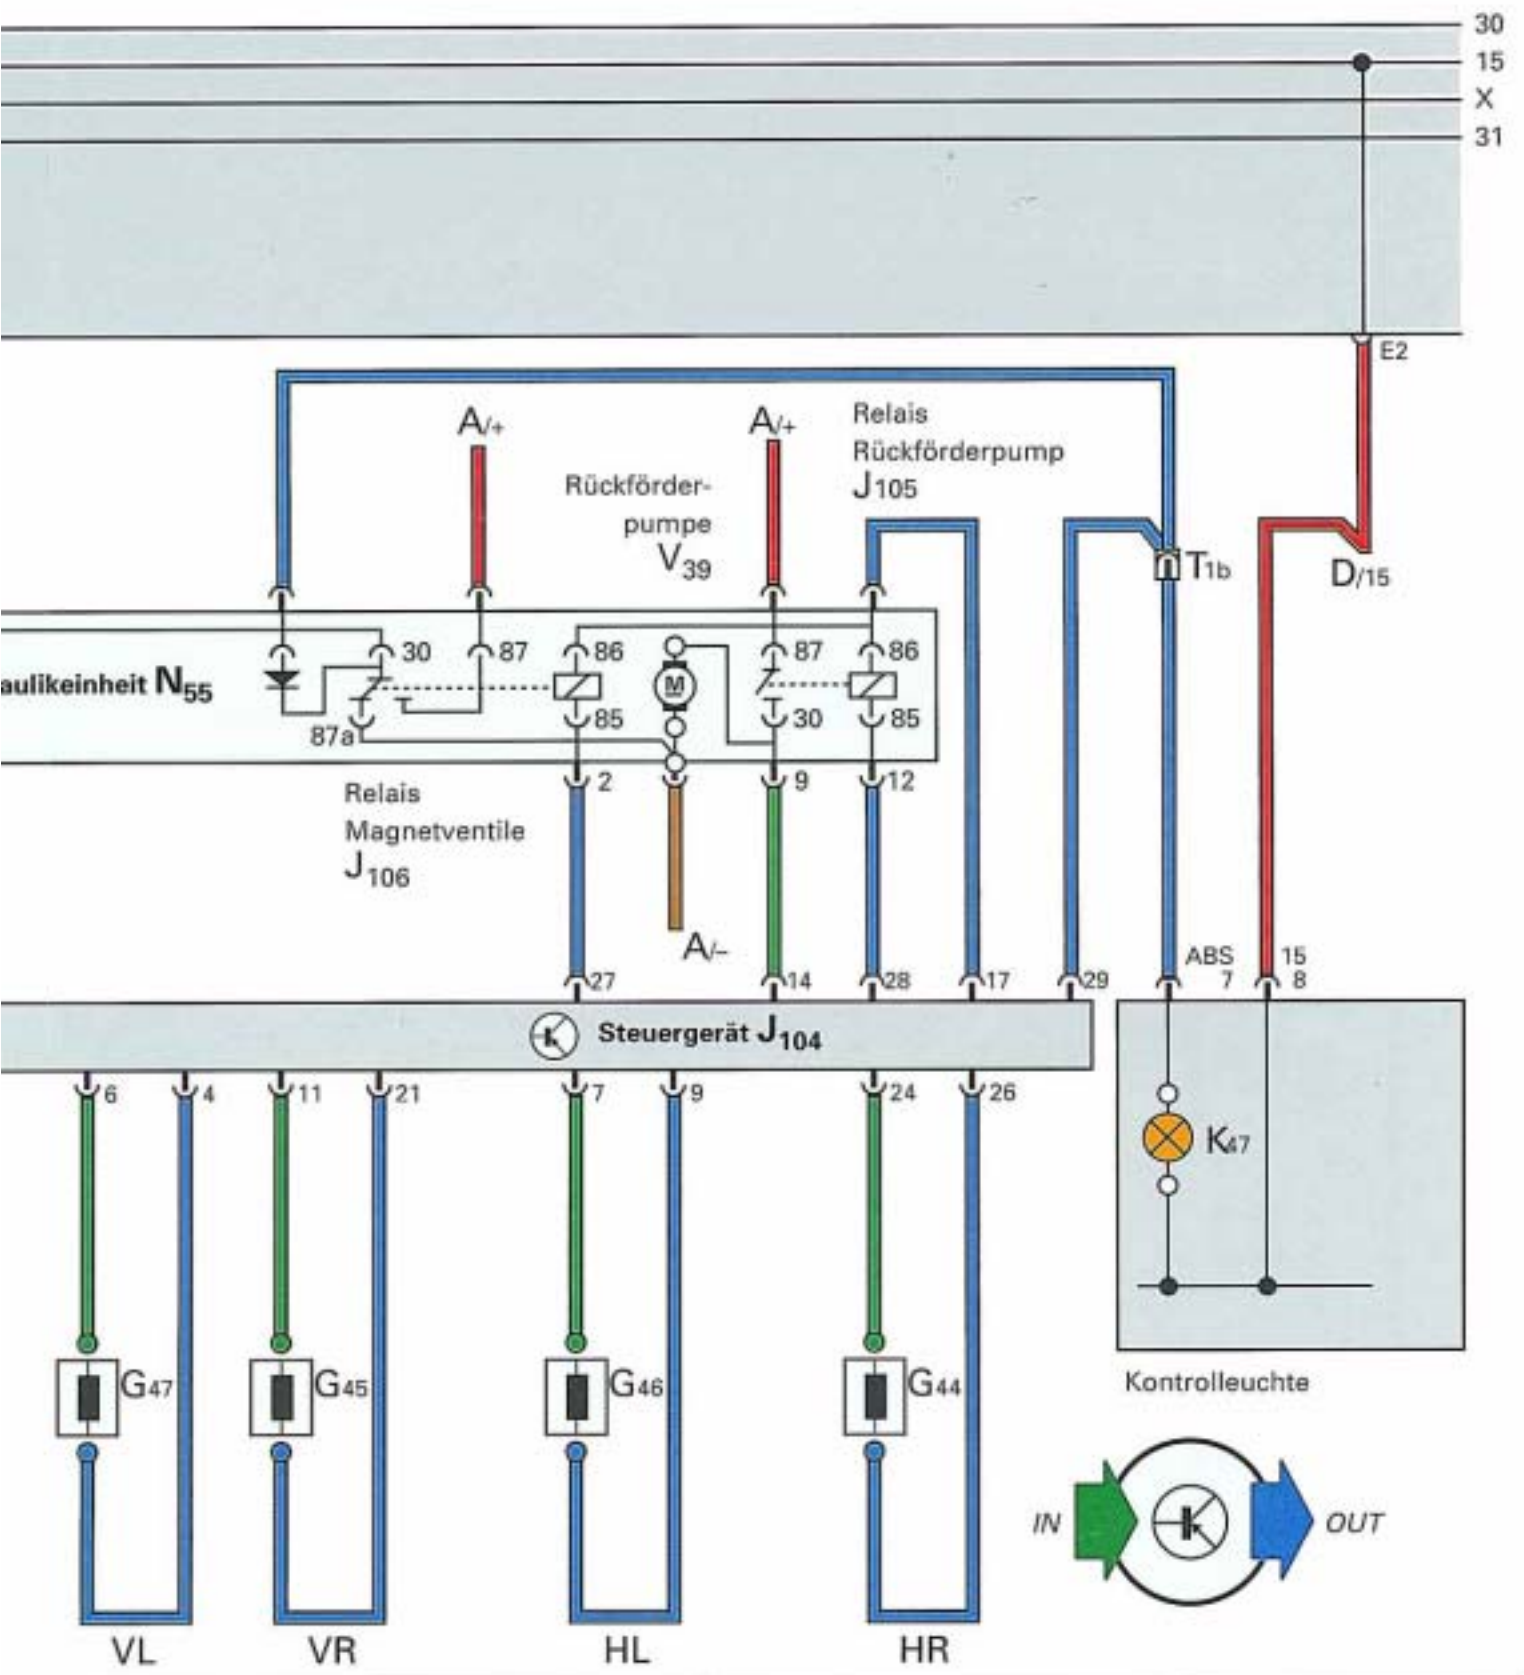 30
15
X
31
E2
A/+
A/+
Relais
Rückförderpump
J105
Rückförder-
pumpe
V39
T1b
D/15
30
87
86
87
86
aulikeinheit N55
M
87a
85
30
85
2
9
12
Relais
Magnetventile
J106
A/–
ABS
15
27
14
28
17
29
7
8
Steuergerät J104
6
4
11
21
7
9
24
26
K47
G47
G45
G46
G44
Kontrolleuchte
IN
OUT
VL
VR
HL
HR